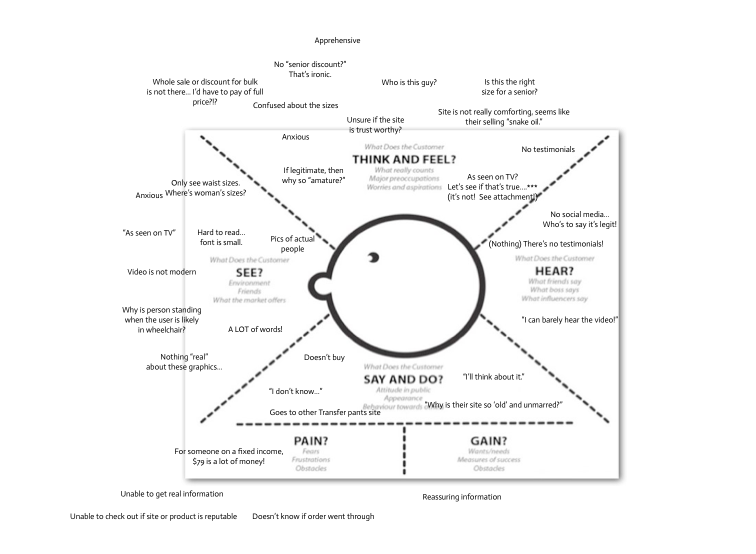 Apprehensive
No "senior discount?"
That's ironic.
Whole sale or discount for bulk
is not there... I'd have to pay of full
price?!?
Who is this guy?
Is this the right
size for a senior?
Confused about the sizes
Site is not really comforting, seems like
their selling "snake oil."
Unsure if the site
is trust worthy?
Anxious
What Does the Customer
THINK AND FEEL?
What really counts
Major preoccupations
Worries and aspirations
No testimonials
If legitimate, then
why so "amature?"
As seen on TV?
Let's see if that's true....***
(it's not! See attachment)
Only see waist sizes.
Where's woman's sizes?
Anxious
No social media...
Who's to say it's legit!
"As seen on TV"
Hard to read...
font is small.
Pics of actual
people
(Nothing) There's no testimonials!
What Does the Customer
SEE?
Environment
Friends
What the market offers
What Does the Customer
HEAR?
What friends say
What boss says
What influencers say
Video is not modern
Why is person standing
when the user is likely
in wheelchair?
A LOT of words!
"I can barely hear the video!"
Nothing "real"
about these graphics...
Doesn't buy
What Does the Customer
SAY AND DO?
Attitude in public
Appearance
Behaviour towards
"I'll think about it."
"I don't know..."
"Why is their site so 'old' and unmarred?"
Goes to other Transfer pants site
For someone on a fixed income,
$79 is a lot of money!
PAIN?
Fears
Frustrations
Obstacles
GAIN?
Wants/needs
Measures of success
Obstacles
Unable to get real information
Reassuring information
Unable to check out if site or product is reputable
Doesn't know if order went through